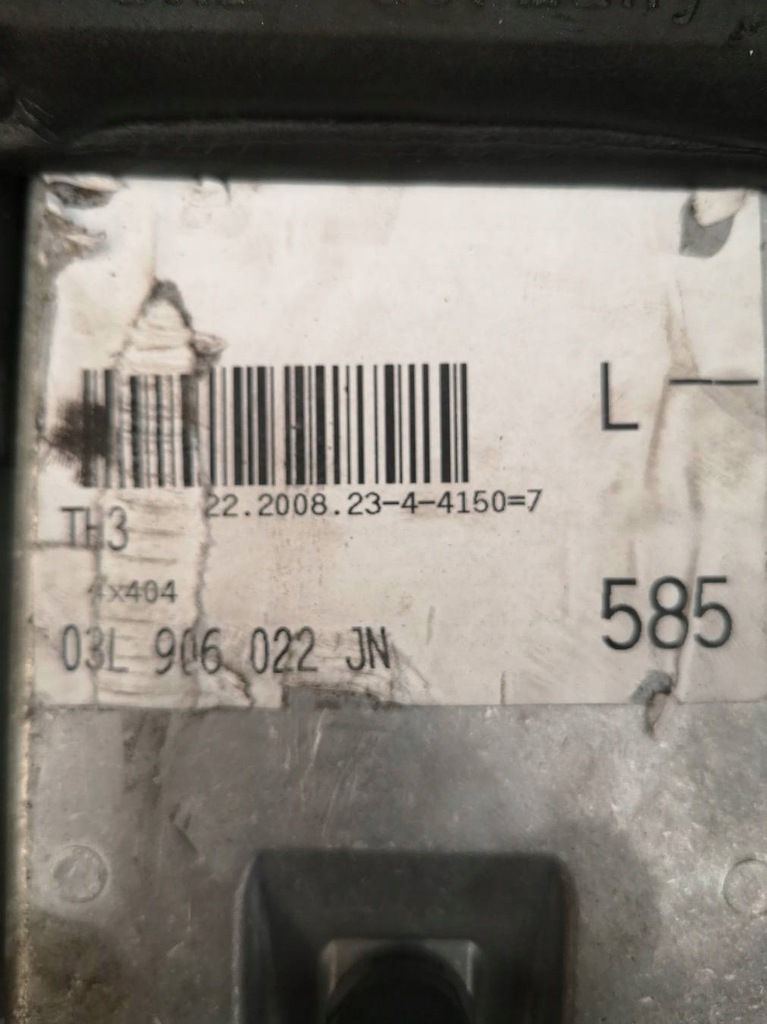 L --
22.2008.23-4-4150=7
TH3
4x404
585
03L 906 022 JN